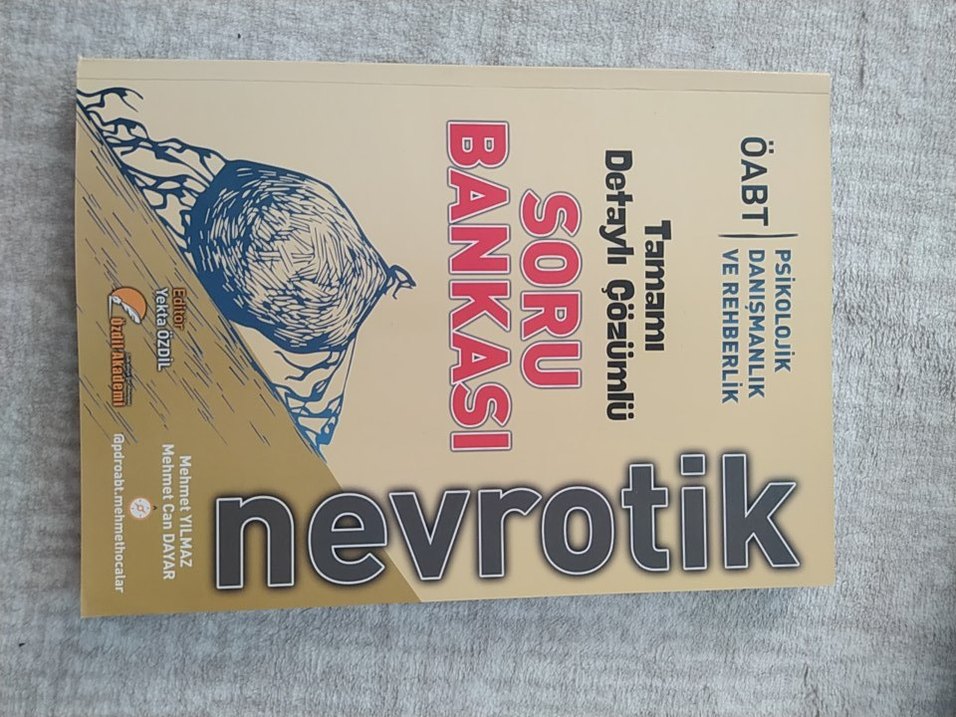 ÖABT
PSİKOLOJİK
DANIŞMANLIK
VE REHBERLİK
Tamamı
Detaylı Çözümlü
SORU
BANKASI
nevrotik
Editör
Yekta ÖZDİL
Özdil Akademi
Mehmet YILMAZ
Mehmet Can DAYAR
@pdroabt.mehmethocalar